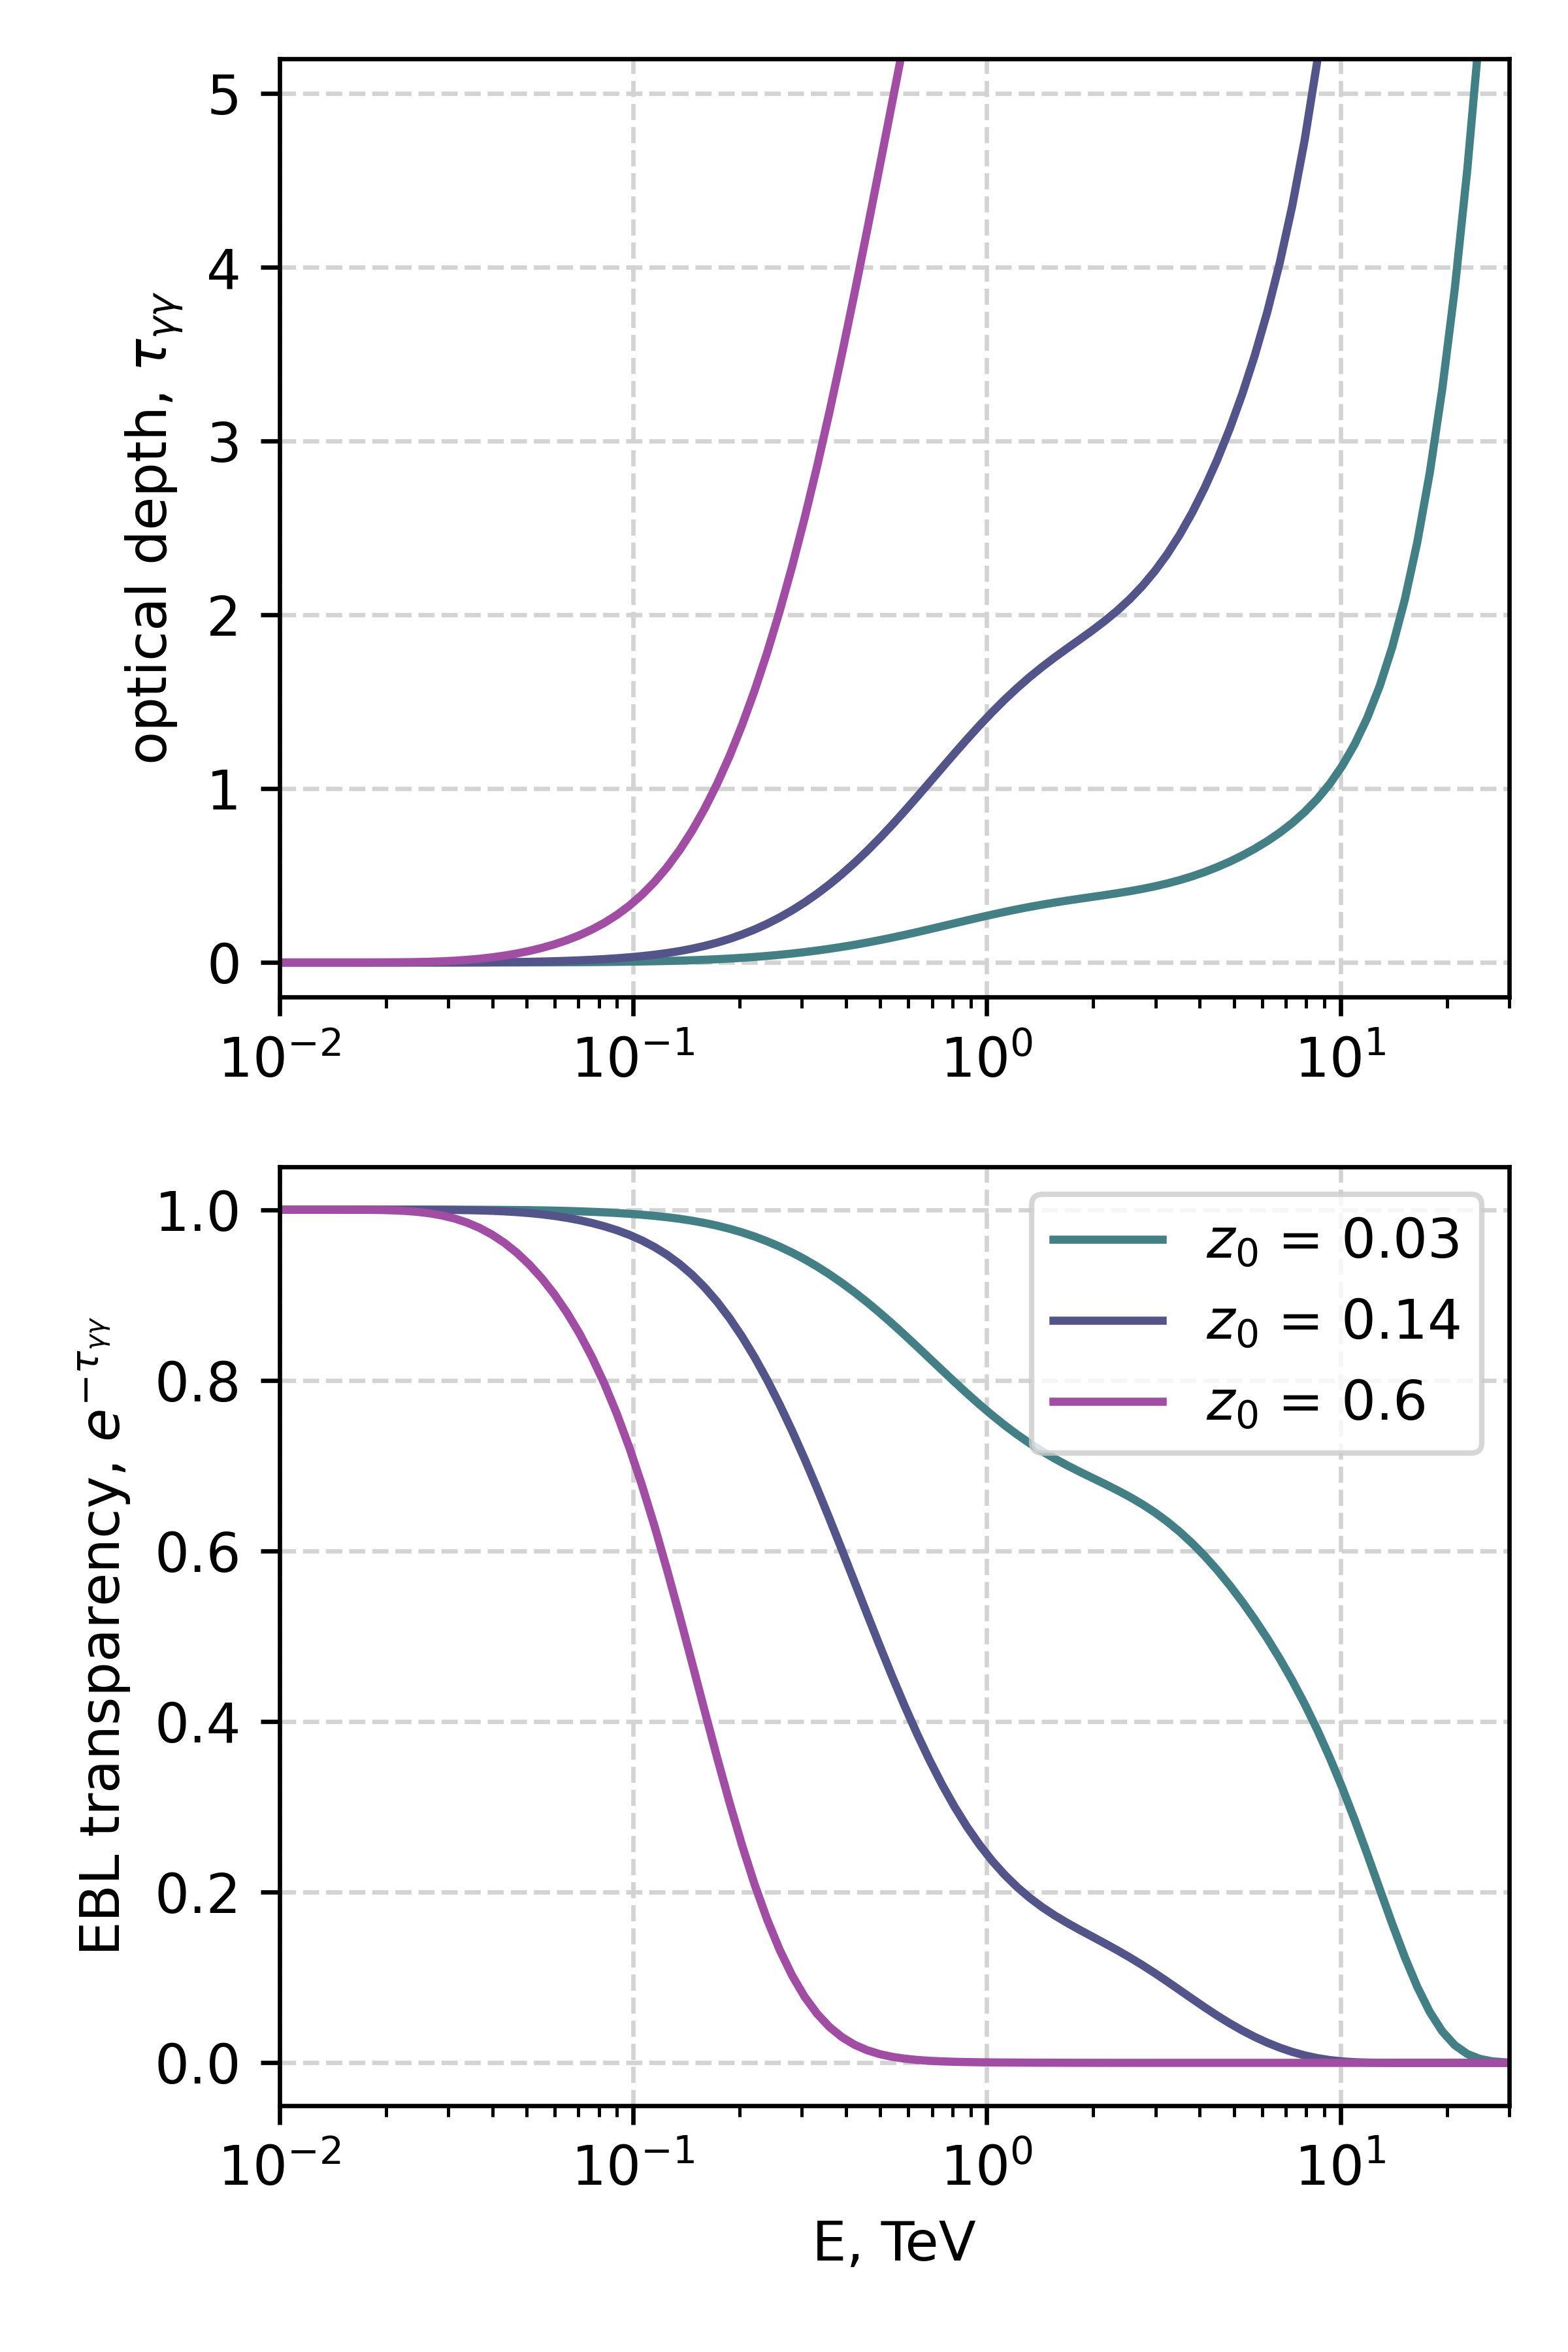 optical depth, τγγ
5
4
3
2
1
0
10⁻² 10⁻¹ 10⁰ 10¹
EBL transparency, e^−τγγ
1.0
0.8
0.6
0.4
0.2
0.0
z₀ = 0.03
z₀ = 0.14
z₀ = 0.6
10⁻² 10⁻¹ 10⁰ 10¹
E, TeV